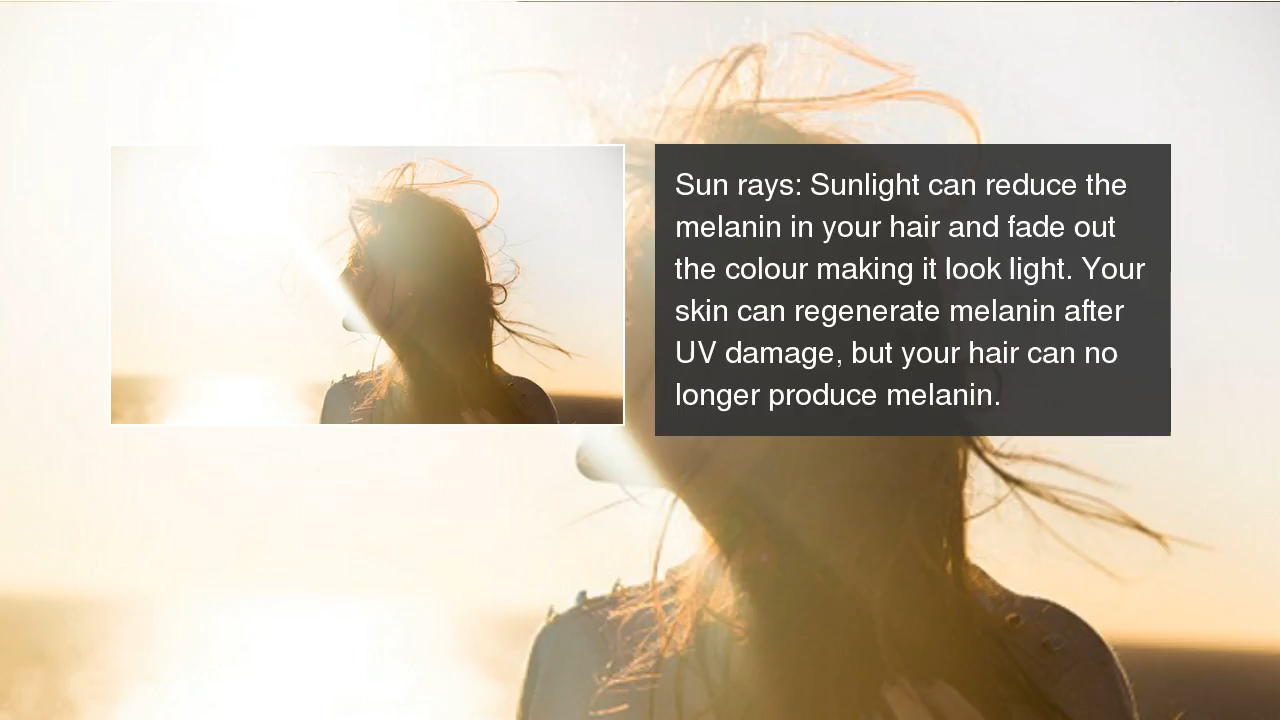 Sun rays: Sunlight can reduce the
melanin in your hair and fade out
the colour making it look light. Your
skin can regenerate melanin after
UV damage, but your hair can no
longer produce melanin.